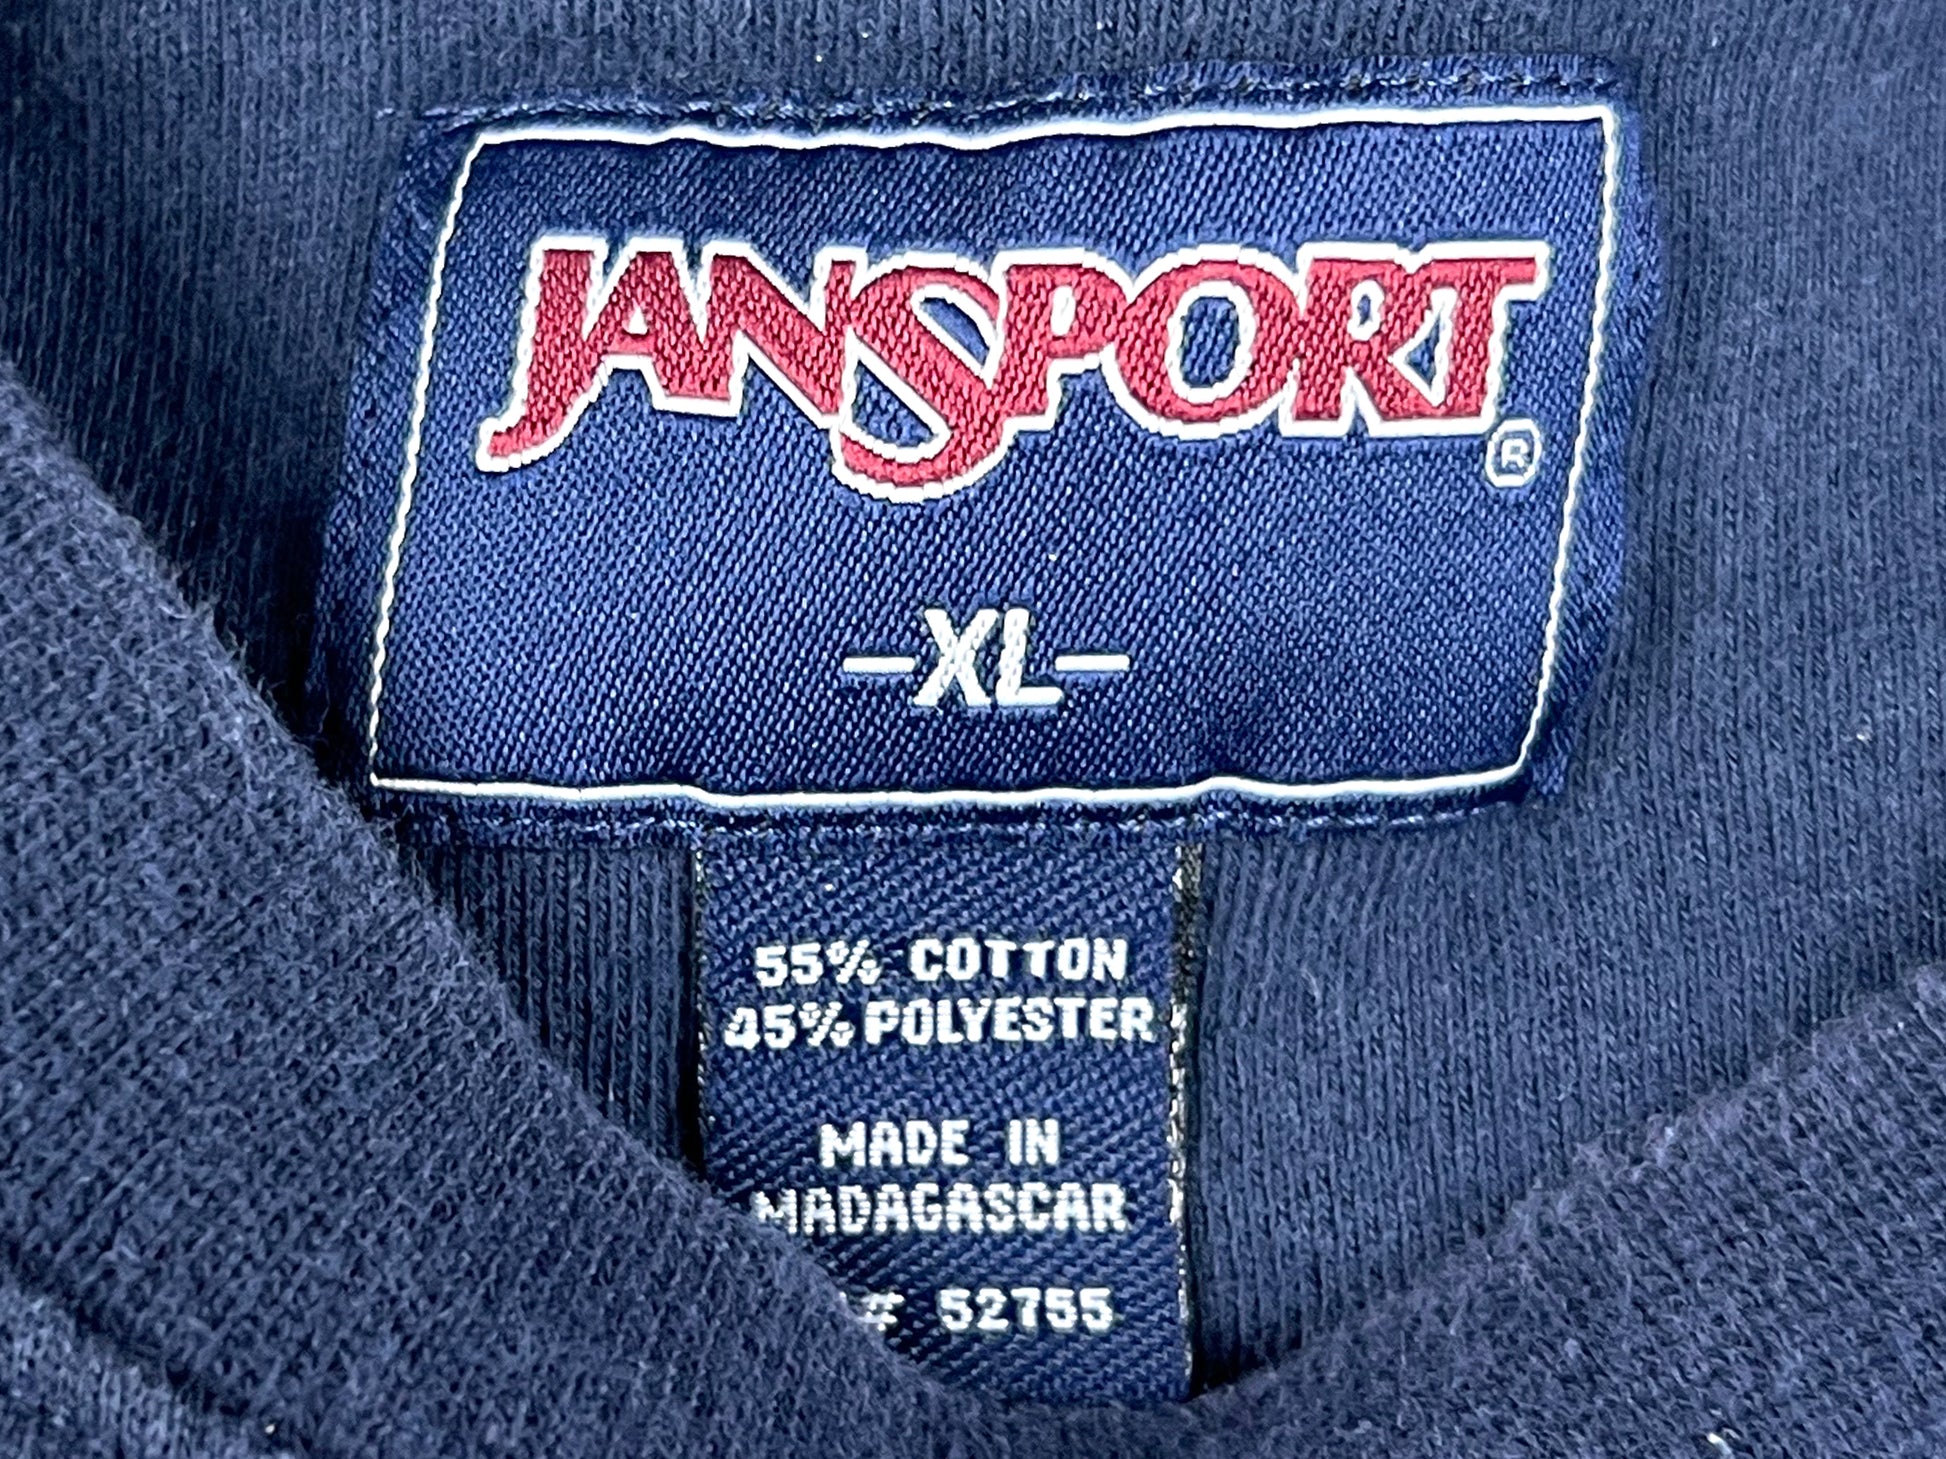 JANSPORT
®
-XL-
55% COTTON
45% POLYESTER
MADE IN
MADAGASCAR
# 52755